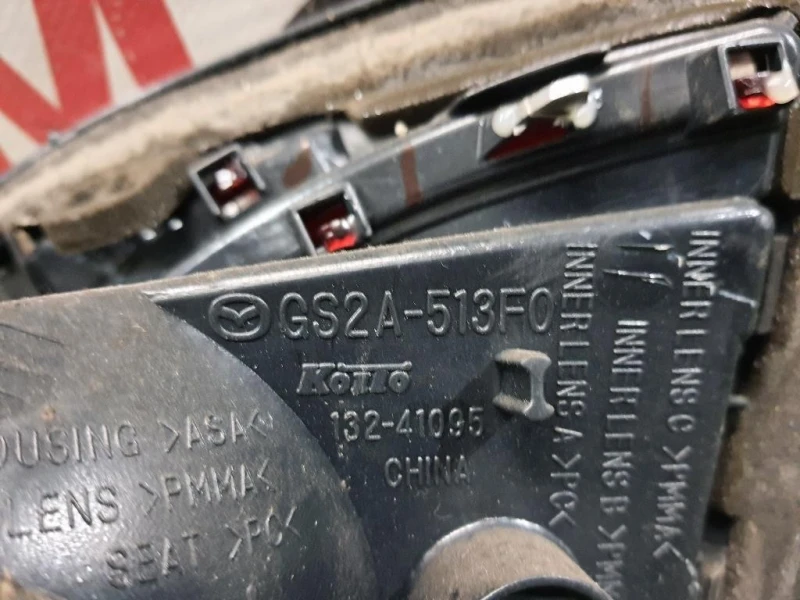 GS2A-513F0
KOITO
132-41095
CHINA
OUSING >ASA<
LENS >PMMA<
SEAT >PC<
INNER LENS A >PC<
INNER LENS B >PM
INNER LENS C >PMMA<
M